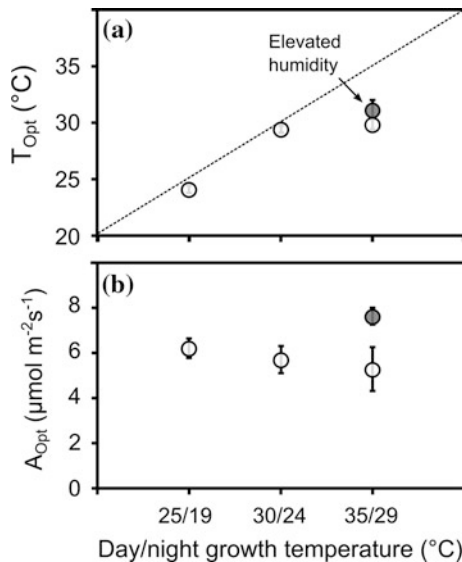 (a)
Elevated
humidity
35
30
25
20
T_Opt (°C)
(b)
8
6
4
2
0
A_Opt (µmol m⁻²s⁻¹)
25/19 30/24 35/29
Day/night growth temperature (°C)